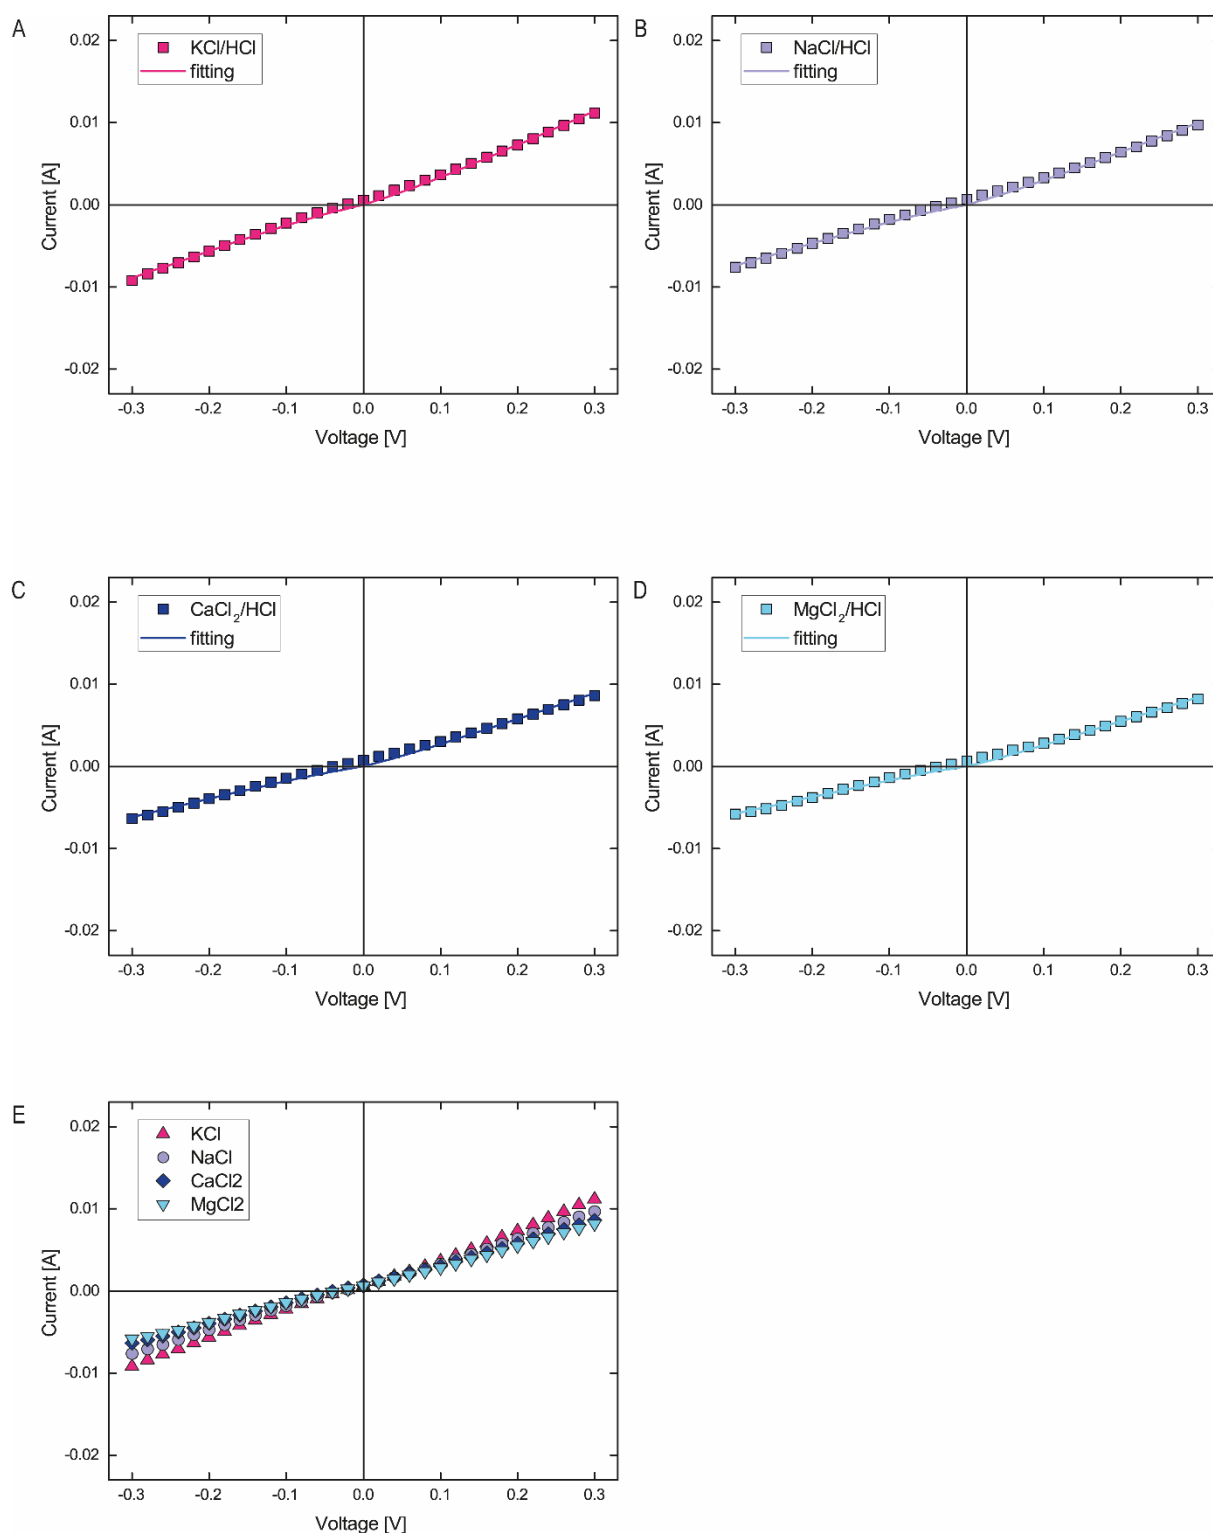 A
KCl/HCl
fitting
0.02
0.01
0.00
-0.01
-0.02
Current [A]
-0.3 -0.2 -0.1 0.0 0.1 0.2 0.3
Voltage [V]
B
NaCl/HCl
fitting
0.02
0.01
0.00
-0.01
-0.02
Current [A]
-0.3 -0.2 -0.1 0.0 0.1 0.2 0.3
Voltage [V]
C
CaCl₂/HCl
fitting
0.02
0.01
0.00
-0.01
-0.02
Current [A]
-0.3 -0.2 -0.1 0.0 0.1 0.2 0.3
Voltage [V]
D
MgCl₂/HCl
fitting
0.02
0.01
0.00
-0.01
-0.02
Current [A]
-0.3 -0.2 -0.1 0.0 0.1 0.2 0.3
Voltage [V]
E
KCl
NaCl
CaCl2
MgCl2
0.02
0.01
0.00
-0.01
-0.02
Current [A]
-0.3 -0.2 -0.1 0.0 0.1 0.2 0.3
Voltage [V]